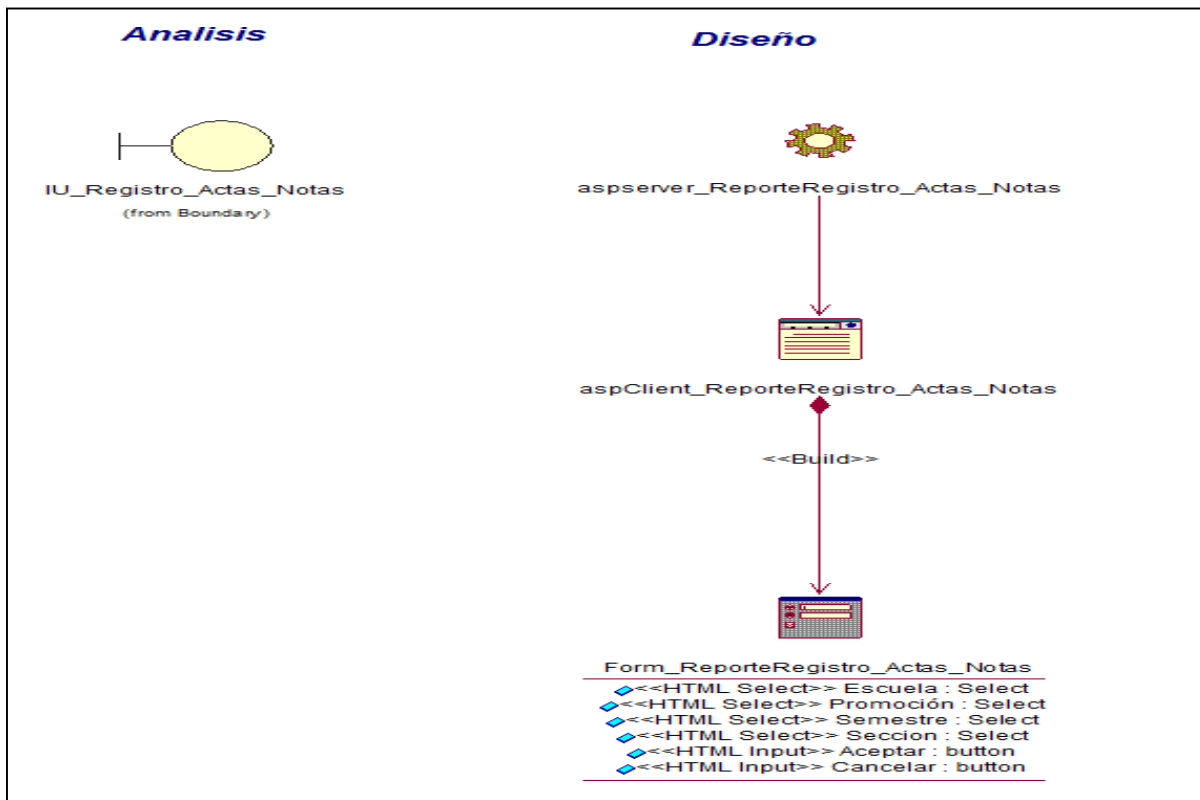 Analisis
Diseño
IU_Registro_Actas_Notas
(from Boundary)
aspserver_ReporteRegistro_Actas_Notas
aspClient_ReporteRegistro_Actas_Notas
<<Build>>
Form_ReporteRegistro_Actas_Notas
<<HTML Select>> Escuela : Select
<<HTML Select>> Promoción : Select
<<HTML Select>> Semestre : Select
<<HTML Select>> Seccion : Select
<<HTML Input>> Aceptar : button
<<HTML Input>> Cancelar : button